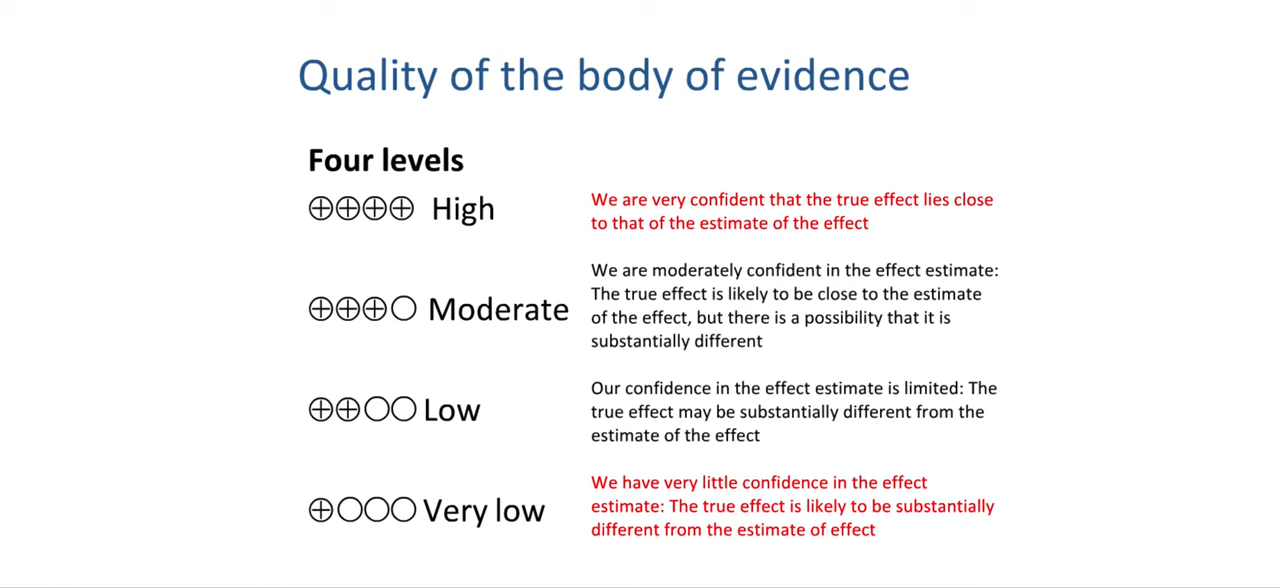 Quality of the body of evidence
Four levels
⊕⊕⊕⊕ High
We are very confident that the true effect lies close
to that of the estimate of the effect
⊕⊕⊕○ Moderate
We are moderately confident in the effect estimate:
The true effect is likely to be close to the estimate
of the effect, but there is a possibility that it is
substantially different
⊕⊕○○ Low
Our confidence in the effect estimate is limited: The
true effect may be substantially different from the
estimate of the effect
⊕○○○ Very low
We have very little confidence in the effect
estimate: The true effect is likely to be substantially
different from the estimate of effect